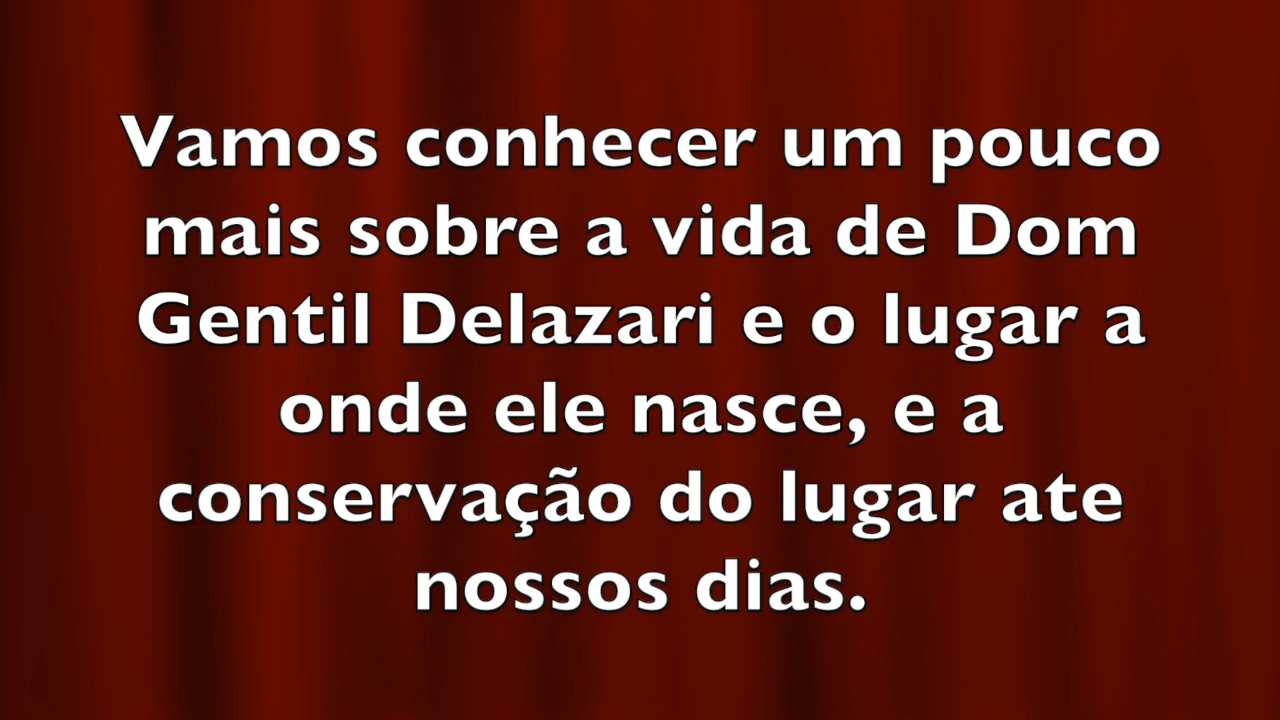 Vamos conhecer um pouco
mais sobre a vida de Dom
Gentil Delazari e o lugar a
onde ele nasce, e a
conservação do lugar ate
nossos dias.